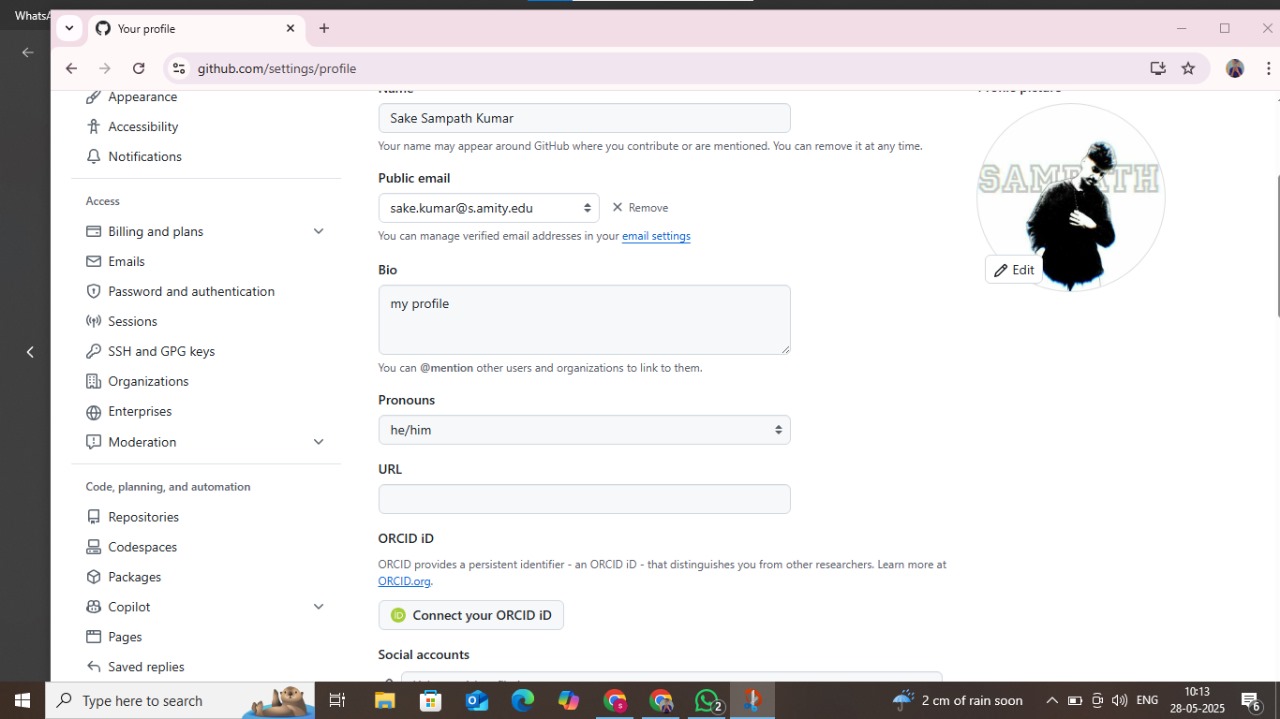 WhatsA
Your profile
github.com/settings/profile
Appearance
Accessibility
Notifications
Access
Billing and plans
Emails
Password and authentication
Sessions
SSH and GPG keys
Organizations
Enterprises
Moderation
Code, planning, and automation
Repositories
Codespaces
Packages
Copilot
Pages
Saved replies
Name
Sake Sampath Kumar
Your name may appear around GitHub where you contribute or are mentioned. You can remove it at any time.
Public email
sake.kumar@s.amity.edu
Remove
You can manage verified email addresses in your email settings
Bio
my profile
You can @mention other users and organizations to link to them.
Pronouns
he/him
URL
ORCID iD
ORCID provides a persistent identifier - an ORCID iD - that distinguishes you from other researchers. Learn more at
ORCID.org.
iD Connect your ORCID iD
Social accounts
Profile picture
SAMPATH
Edit
Type here to search
S
2
2 cm of rain soon
ENG
10:13
28-05-2025
6